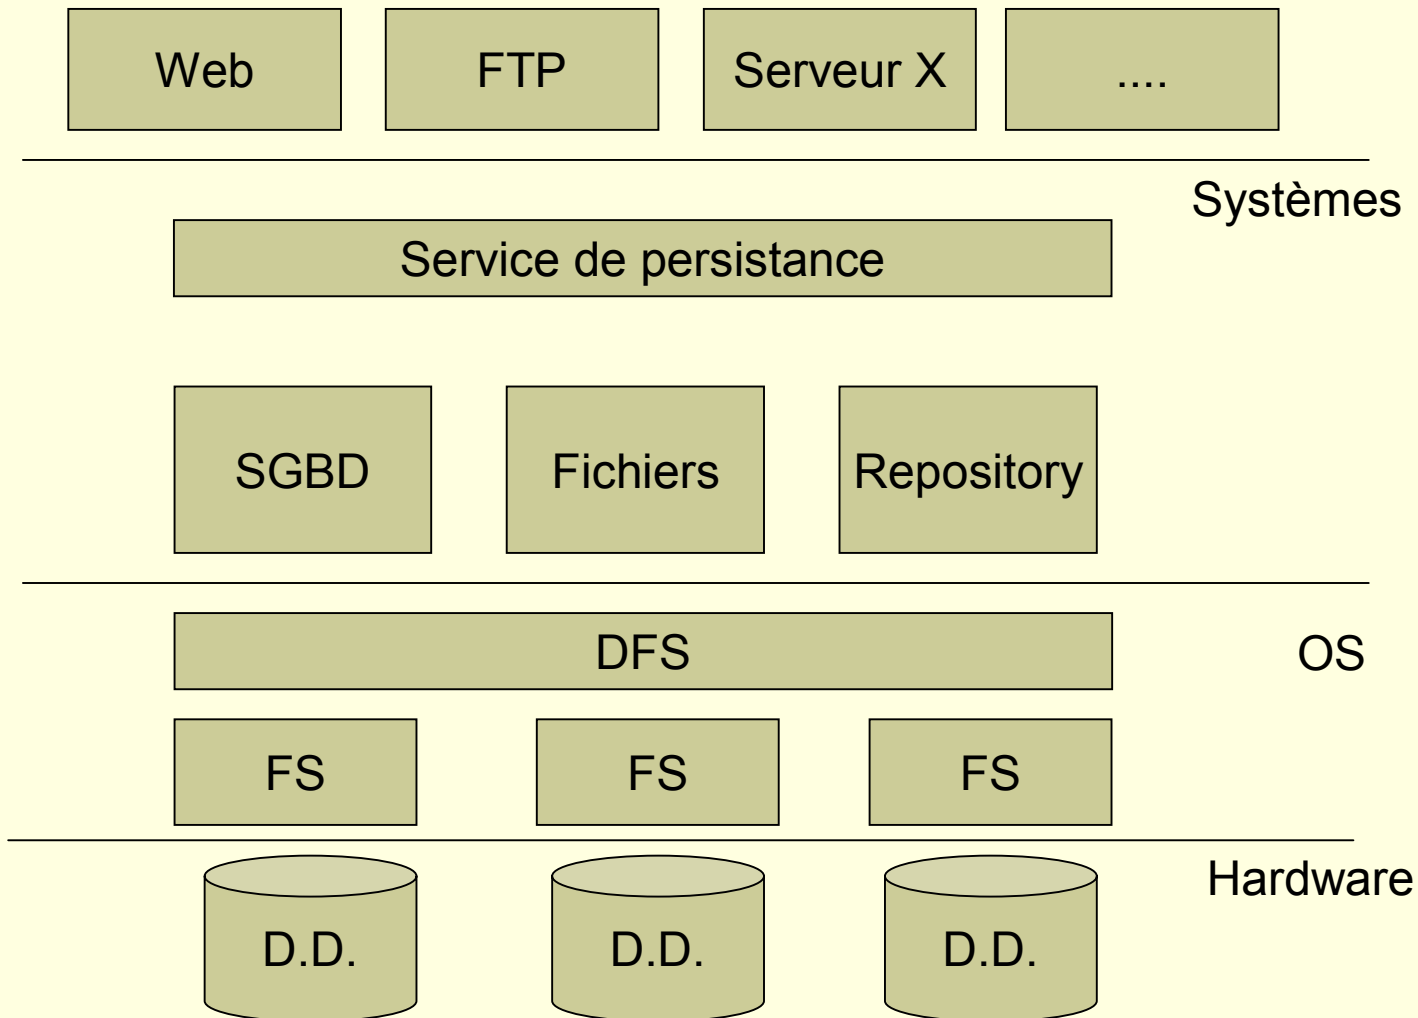 Web
FTP
Serveur X
....
Systèmes
Service de persistance
SGBD
Fichiers
Repository
DFS
OS
FS
FS
FS
Hardware
D.D.
D.D.
D.D.